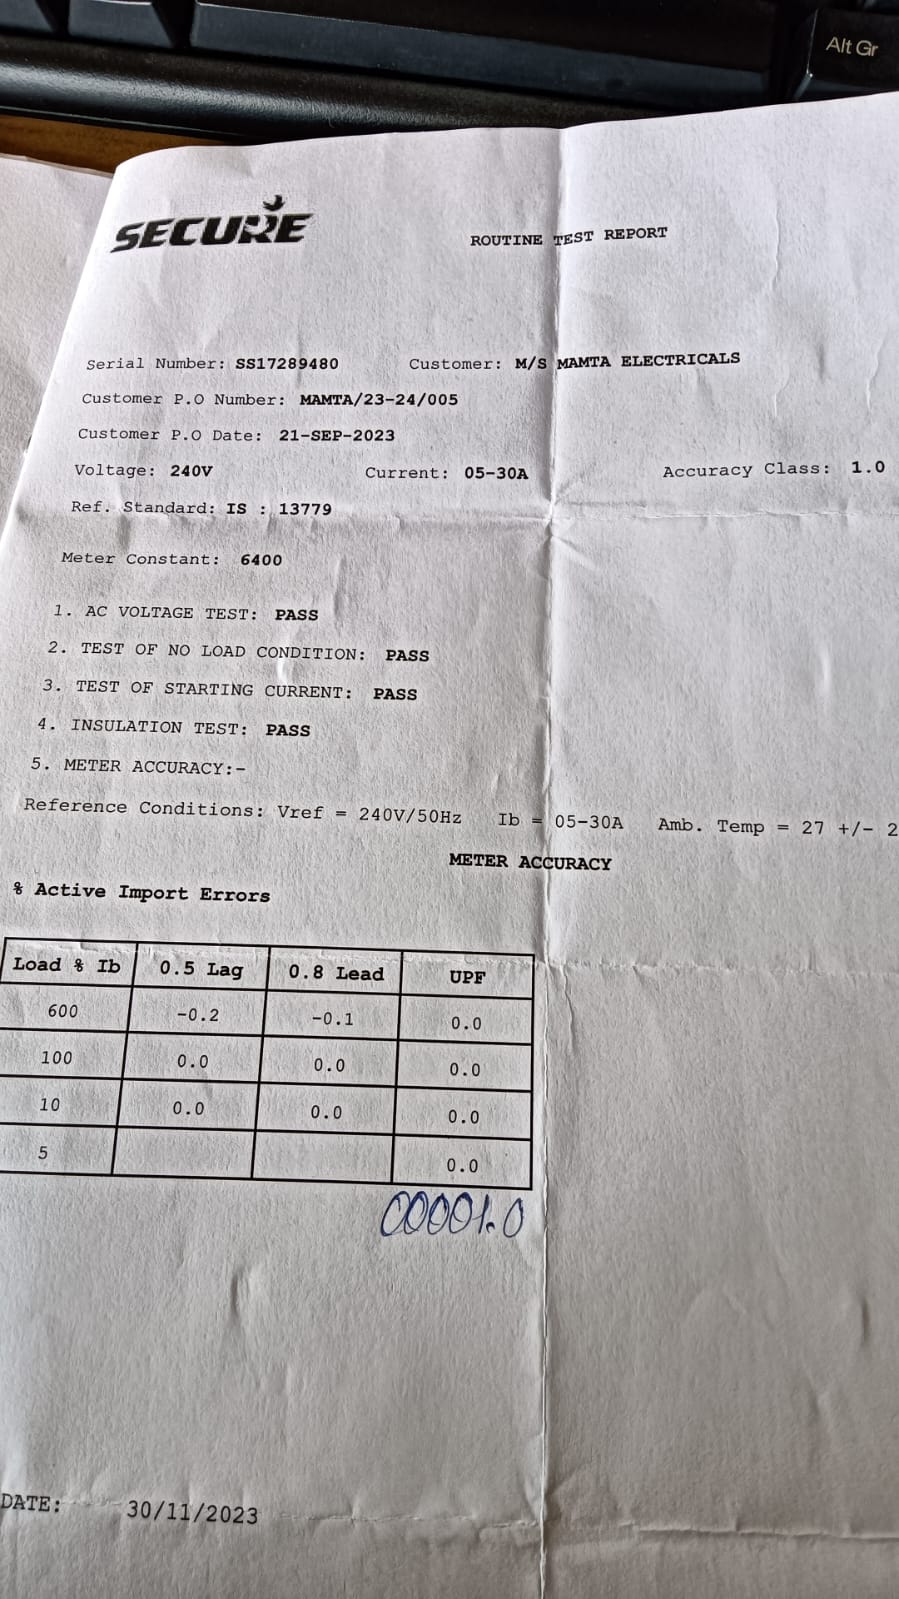 Alt Gr
SECURE
ROUTINE TEST REPORT
Serial Number: SS17289480 Customer: M/S MAMTA ELECTRICALS
Customer P.O Number: MAMTA/23-24/005
Customer P.O Date: 21-SEP-2023
Voltage: 240V Current: 05-30A Accuracy Class: 1.0
Ref. Standard: IS : 13779
Meter Constant: 6400
1. AC VOLTAGE TEST: PASS
2. TEST OF NO LOAD CONDITION: PASS
3. TEST OF STARTING CURRENT: PASS
4. INSULATION TEST: PASS
5. METER ACCURACY:-
Reference Conditions: Vref = 240V/50Hz Ib = 05-30A Amb. Temp = 27 +/- 2
METER ACCURACY
% Active Import Errors
Load % Ib 0.5 Lag 0.8 Lead UPF
600 -0.2 -0.1 0.0
100 0.0 0.0 0.0
10 0.0 0.0 0.0
5 0.0
00001.0
DATE: 30/11/2023